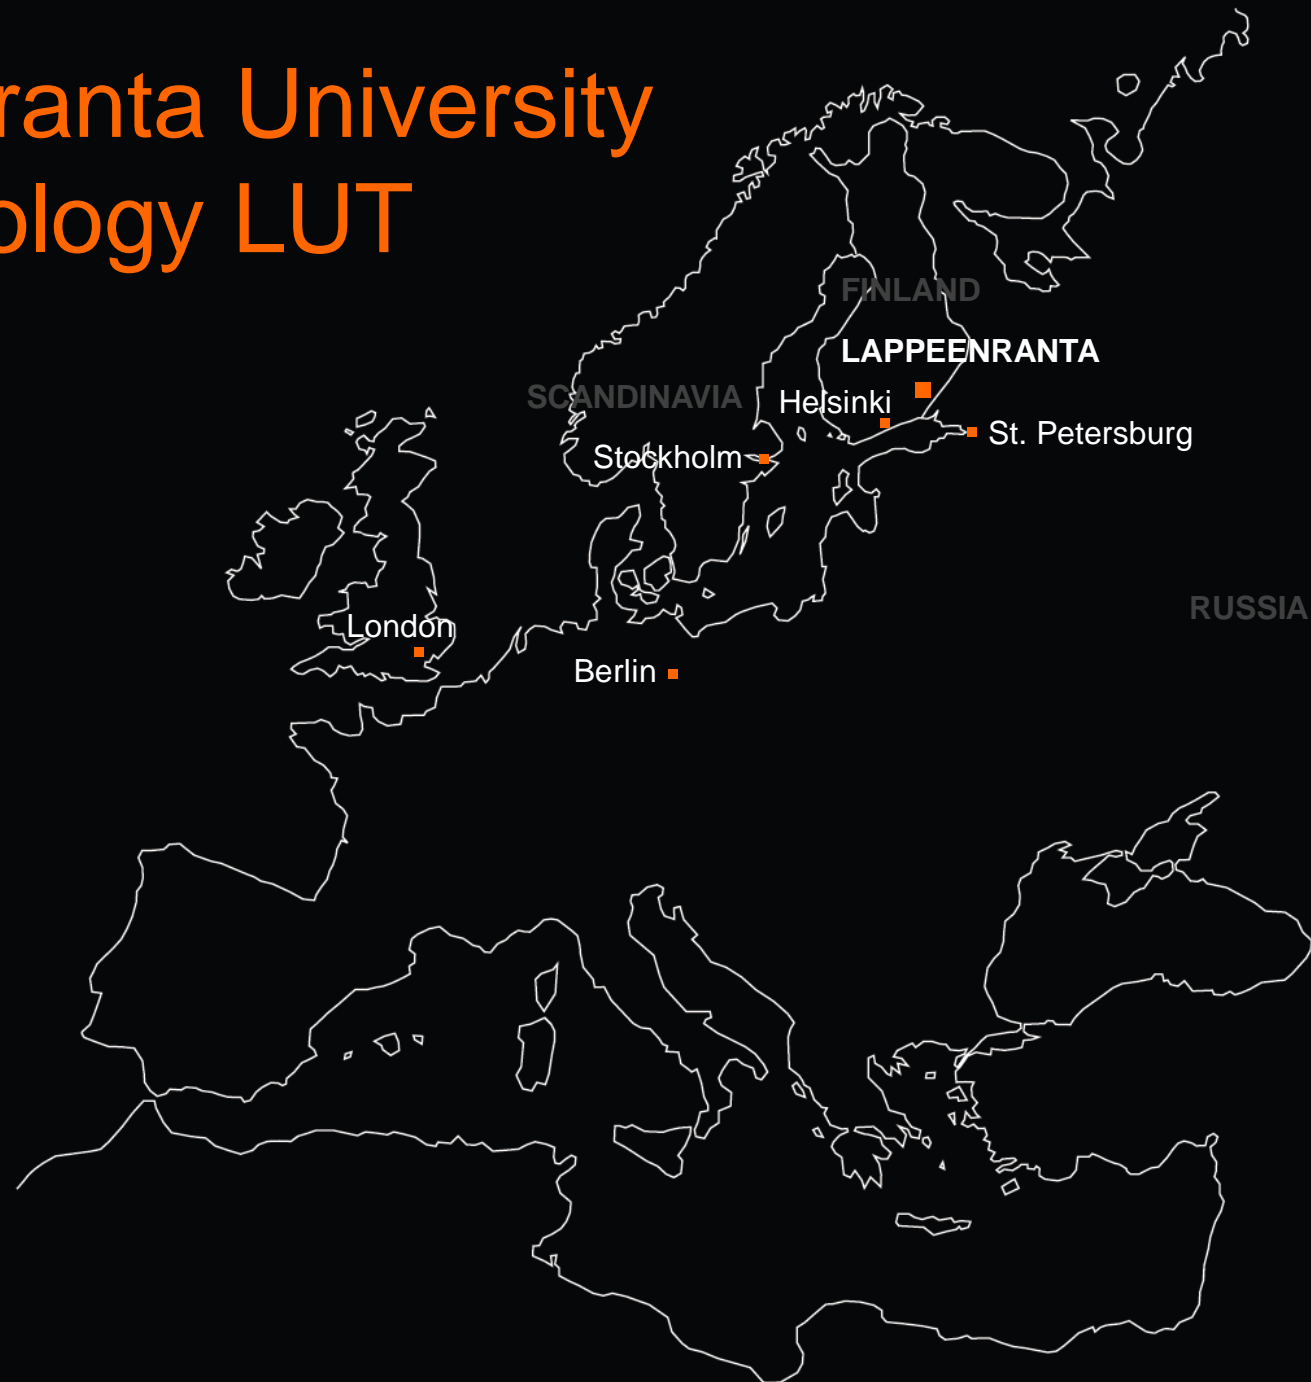 ranta University
ology LUT
FINLAND
LAPPEENRANTA
SCANDINAVIA
Helsinki
St. Petersburg
Stockholm
RUSSIA
London
Berlin